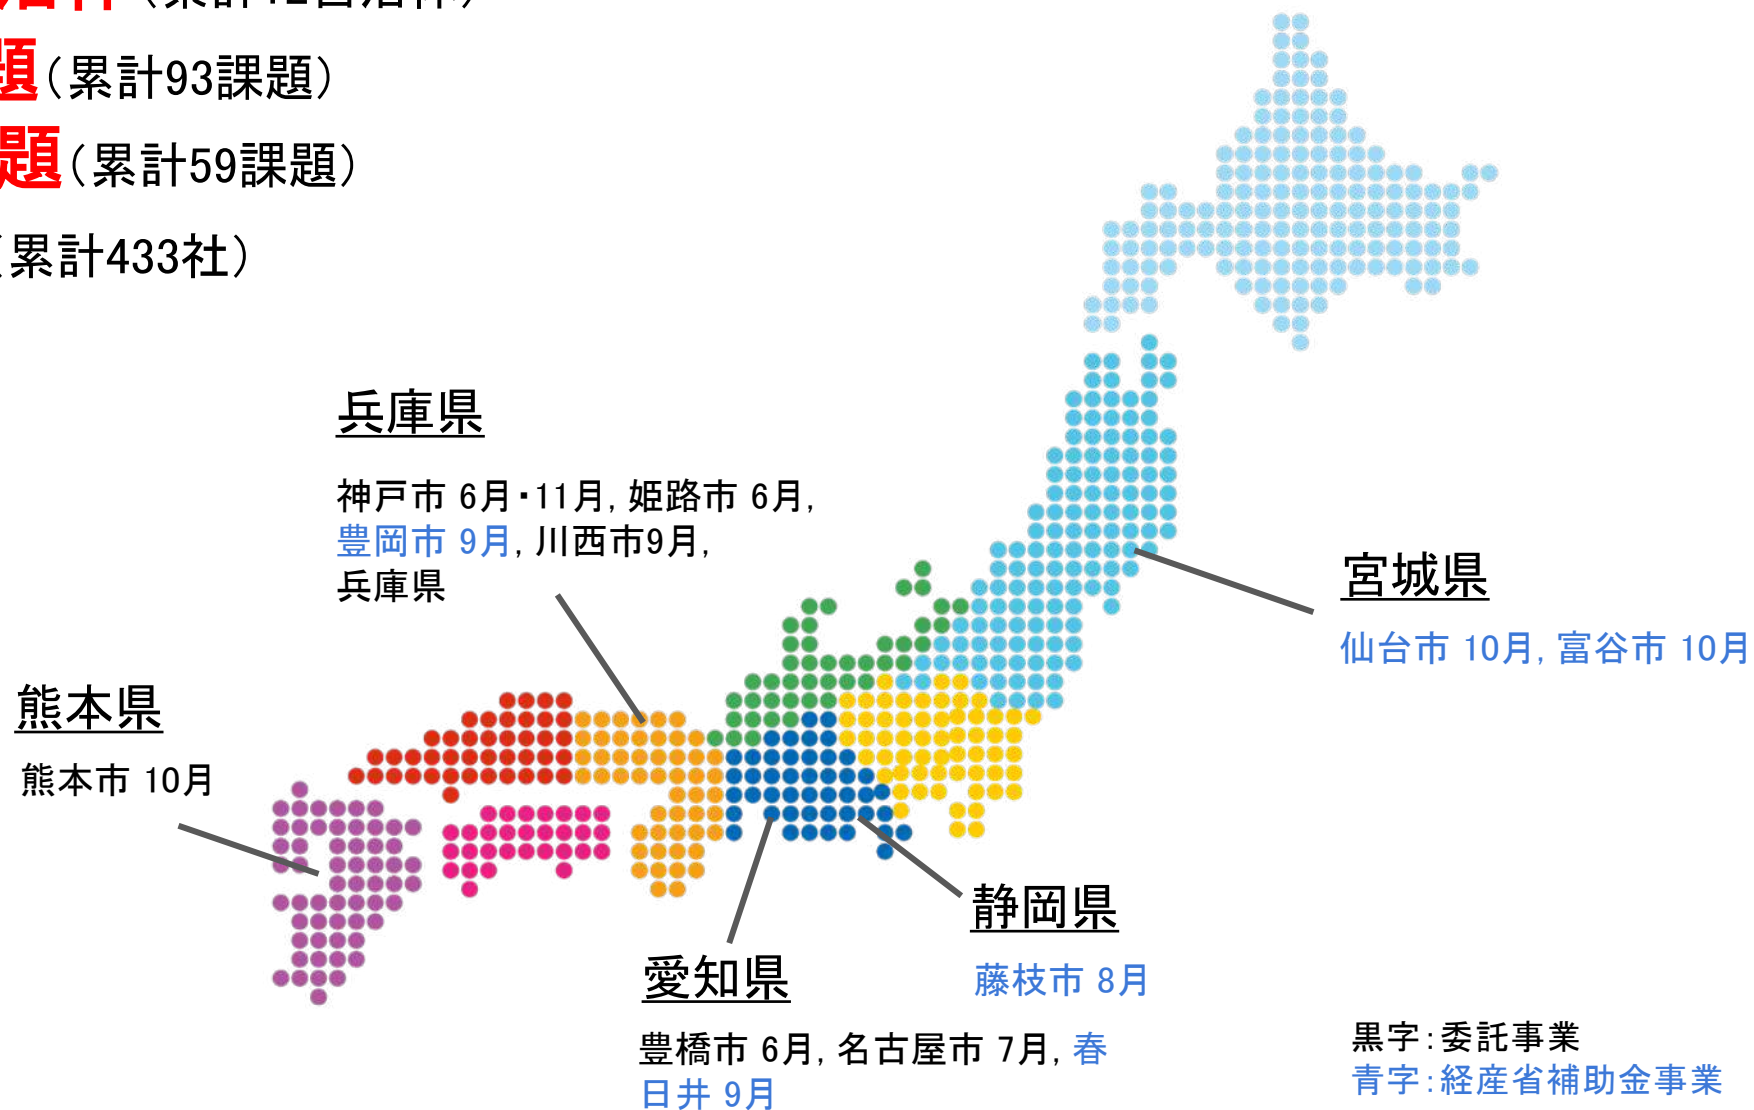 題（累計93課題）
題（累計59課題）
（累計433社）
兵庫県
神戸市 6月・11月, 姫路市 6月,
豊岡市 9月, 川西市9月,
兵庫県
宮城県
仙台市 10月, 富谷市 10月
熊本県
熊本市 10月
静岡県
藤枝市 8月
愛知県
豊橋市 6月, 名古屋市 7月, 春
日井 9月
黒字：委託事業
青字：経産省補助金事業